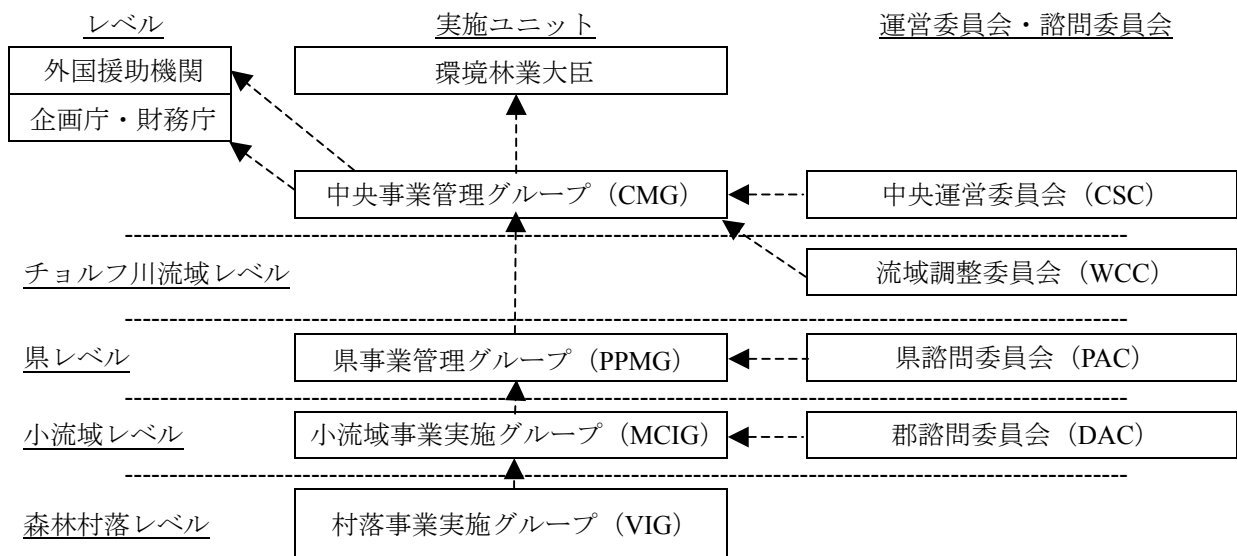 レベル
実施ユニット
運営委員会・諮問委員会
外国援助機関
環境林業大臣
企画庁・財務庁
中央事業管理グループ（CMG）
中央運営委員会（CSC）
チョルフ川流域レベル
流域調整委員会（WCC）
県レベル
県事業管理グループ（PPMG）
県諮問委員会（PAC）
小流域レベル
小流域事業実施グループ（MCIG）
郡諮問委員会（DAC）
森林村落レベル
村落事業実施グループ（VIG）